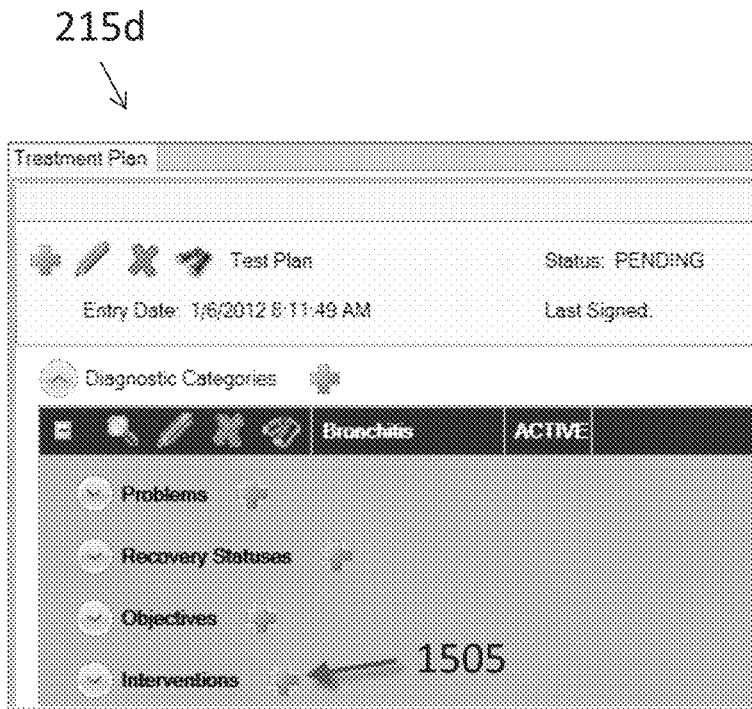 215d
Treatment Plan
Test Plan Status: PENDING
Entry Date: 1/6/2012 8:11:49 AM Last Signed:
Diagnostic Categories
Bronchitis ACTIVE
Problems
Recovery Statuses
Objectives
Interventions 1505